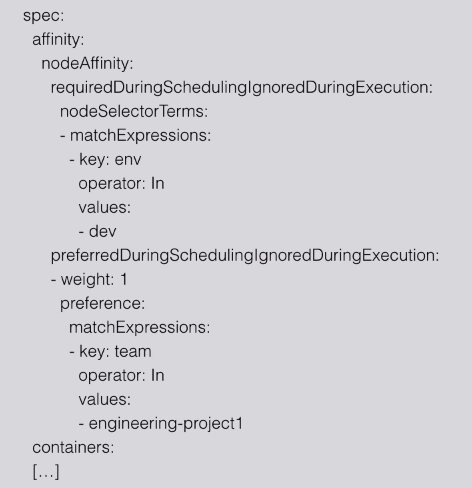 spec:
affinity:
nodeAffinity:
requiredDuringSchedulingIgnoredDuringExecution:
nodeSelectorTerms:
- matchExpressions:
- key: env
operator: In
values:
- dev
preferredDuringSchedulingIgnoredDuringExecution:
- weight: 1
preference:
matchExpressions:
- key: team
operator: In
values:
- engineering-project1
containers:
[…]